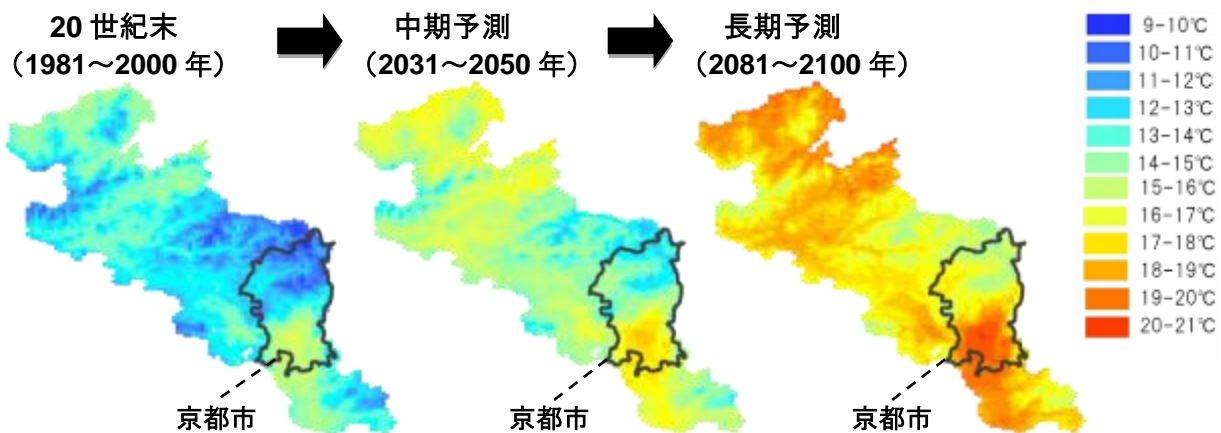 20 世紀末
（1981～2000 年）
中期予測
（2031～2050 年）
長期予測
（2081～2100 年）
9-10℃
10-11℃
11-12℃
12-13℃
13-14℃
14-15℃
15-16℃
16-17℃
17-18℃
18-19℃
19-20℃
20-21℃
京都市
京都市
京都市